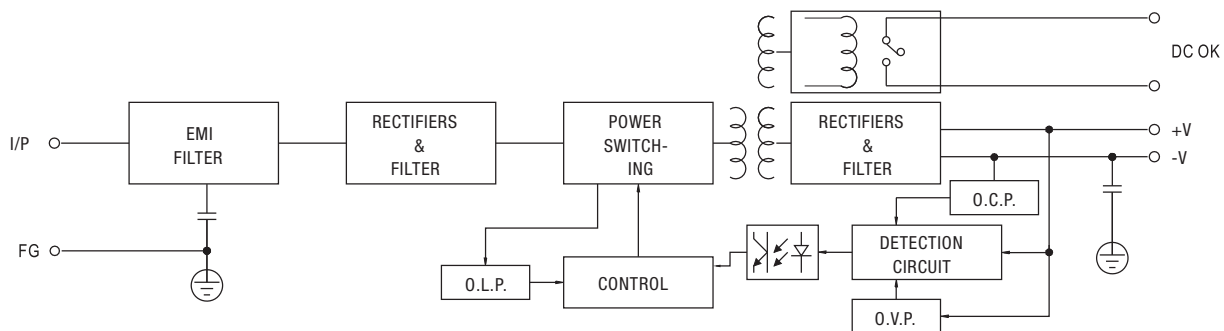 DC OK
I/P
EMI
FILTER
RECTIFIERS
&
FILTER
POWER
SWITCH-
ING
RECTIFIERS
&
FILTER
+V
-V
O.C.P.
FG
DETECTION
CIRCUIT
O.L.P.
CONTROL
O.V.P.